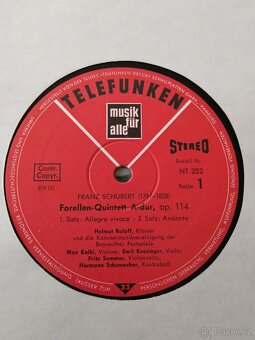 TELEFUNKEN
musik
für
alle
STEREO
Bestell-Nr.:
NT 252
Seite 1
Contr.
Copyr.
FRANZ SCHUBERT (1797-1828)
Forellen-Quintett A-dur, op. 114
1. Satz: Allegro vivace - 2. Satz: Andante
Helmut Roloff, Klavier
und die Kammermusikvereinigung der
Bayreuther Festspiele
Max Kalki, Violine; Emil Kessinger, Viola;
Fritz Sommer, Violoncello;
Hermann Schumacher, Kontrabaß
33